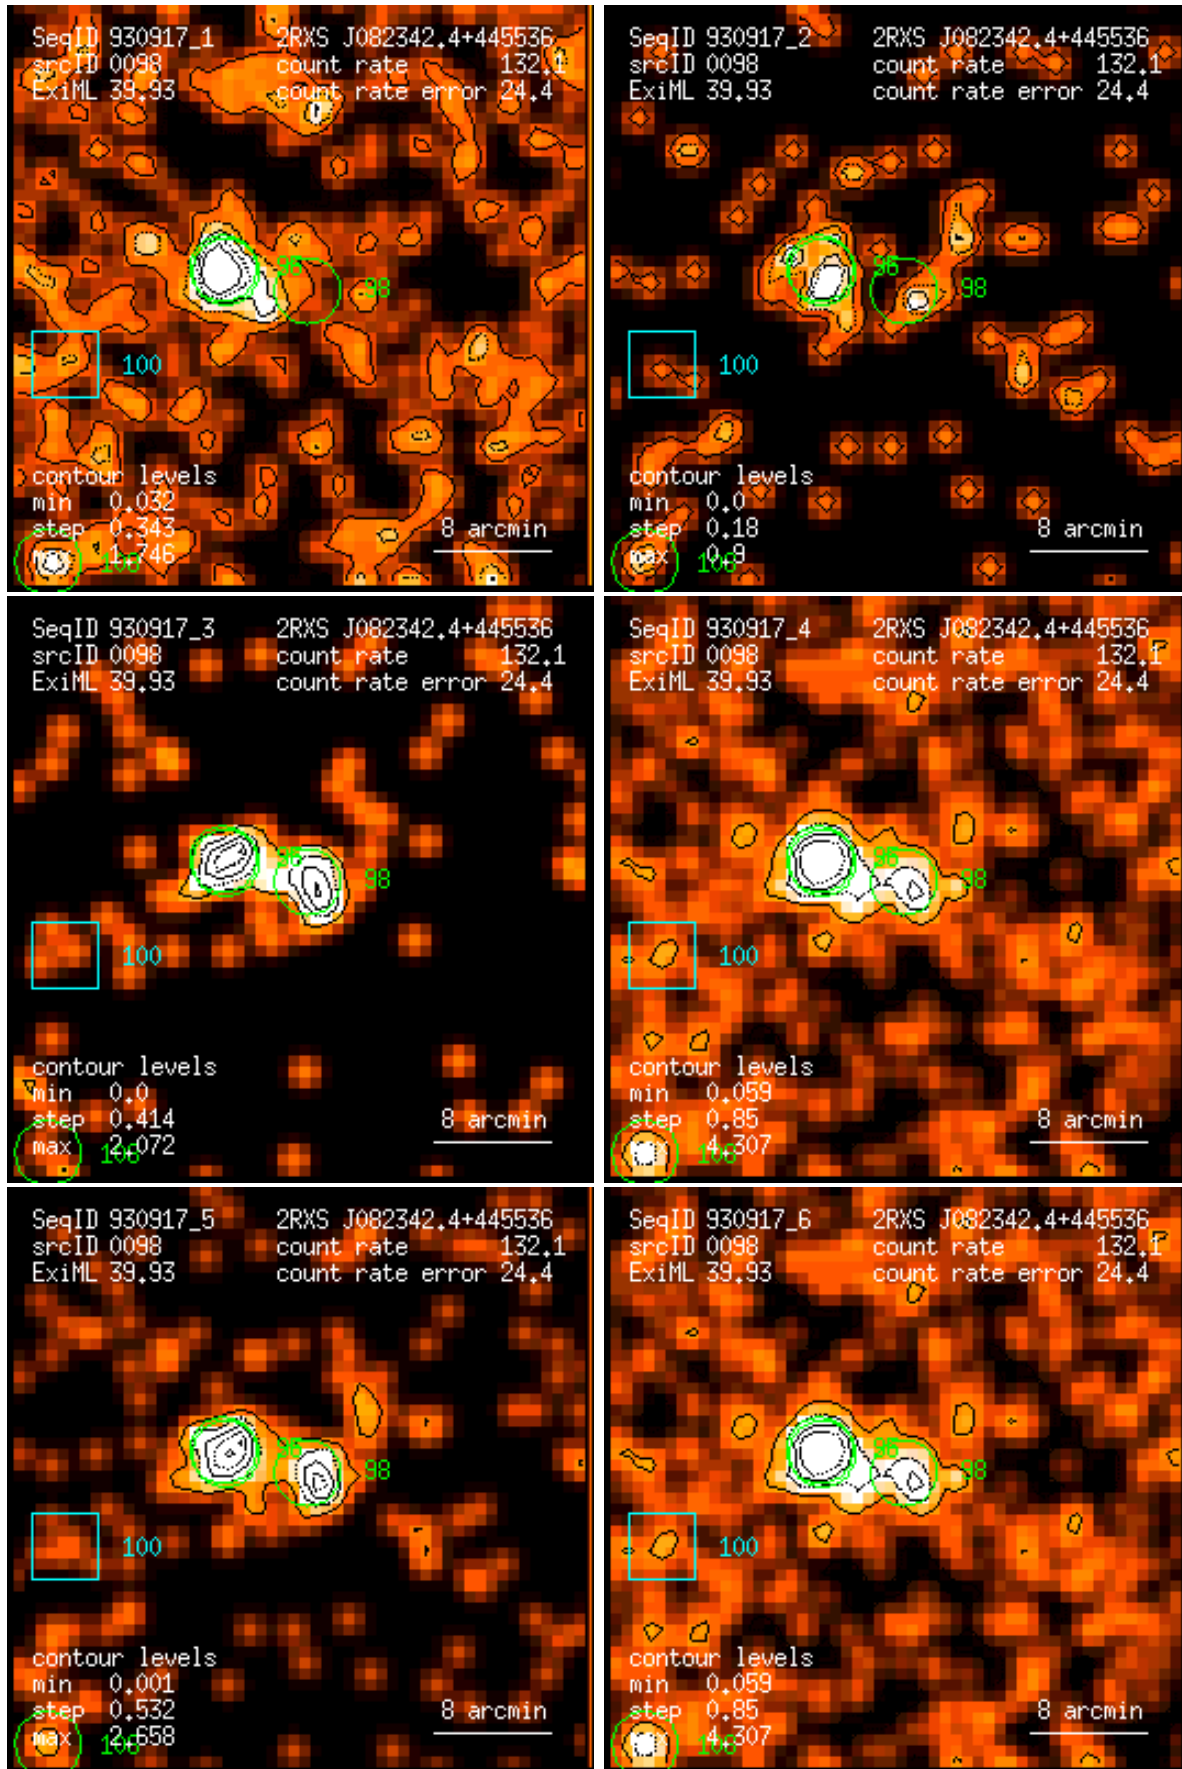 SeqID 930917_1 2RXS J082342.4+445536
srcID 0098 count rate 132.1
ExiML 39.93 count rate error 24.4
96
98
100
contour levels
min 0.032
step 0.343 8 arcmin
1.746
SeqID 930917_2 2RXS J082342.4+445536
srcID 0098 count rate 132.1
ExiML 39.93 count rate error 24.4
96
98
100
contour levels
min 0.0
step 0.18 8 arcmin
max 0.9
SeqID 930917_3 2RXS J082342.4+445536
srcID 0098 count rate 132.1
ExiML 39.93 count rate error 24.4
96
98
100
contour levels
min 0.0
step 0.414 8 arcmin
max 2.072
SeqID 930917_4 2RXS J082342.4+445536
srcID 0098 count rate 132.1
ExiML 39.93 count rate error 24.4
96
98
100
contour levels
min 0.059
step 0.85 8 arcmin
4.307
SeqID 930917_5 2RXS J082342.4+445536
srcID 0098 count rate 132.1
ExiML 39.93 count rate error 24.4
96
98
100
contour levels
min 0.001
step 0.532 8 arcmin
max 2.658
SeqID 930917_6 2RXS J082342.4+445536
srcID 0098 count rate 132.1
ExiML 39.93 count rate error 24.4
96
98
100
contour levels
min 0.059
step 0.85 8 arcmin
4.307